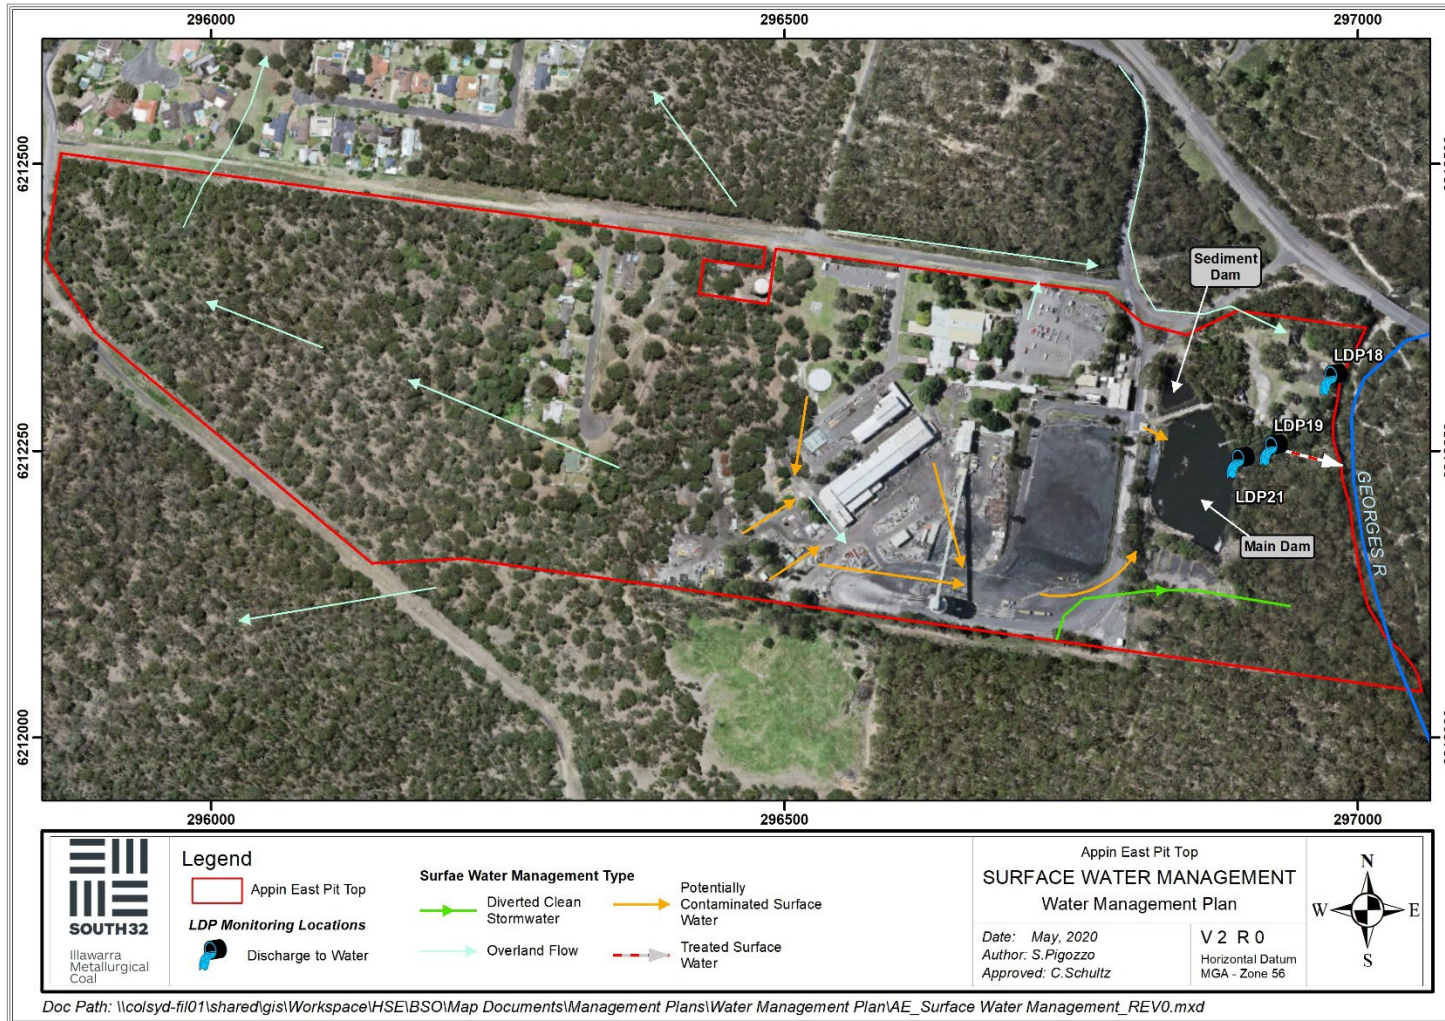 296000
296500
297000
6212500
6212250
6212000
Sediment
Dam
LDP18
LDP19
LDP21
Main Dam
GEORGES R
296000
296500
297000
SOUTH32
Illawarra
Metallurgical
Coal
Legend
Appin East Pit Top
LDP Monitoring Locations
Discharge to Water
Surfae Water Management Type
Diverted Clean
Stormwater
Overland Flow
Potentially
Contaminated Surface
Water
Treated Surface
Water
Appin East Pit Top
SURFACE WATER MANAGEMENT
Water Management Plan
Date: May, 2020
Author: S.Pigozzo
Approved: C.Schultz
V 2 R 0
Horizontal Datum
MGA - Zone 56
N
W
E
S
Doc Path: \\colsyd-fil01\shared\gis\Workspace\HSE\BSO\Map Documents\Management Plans\Water Management Plan\AE_Surface Water Management_REV0.mxd